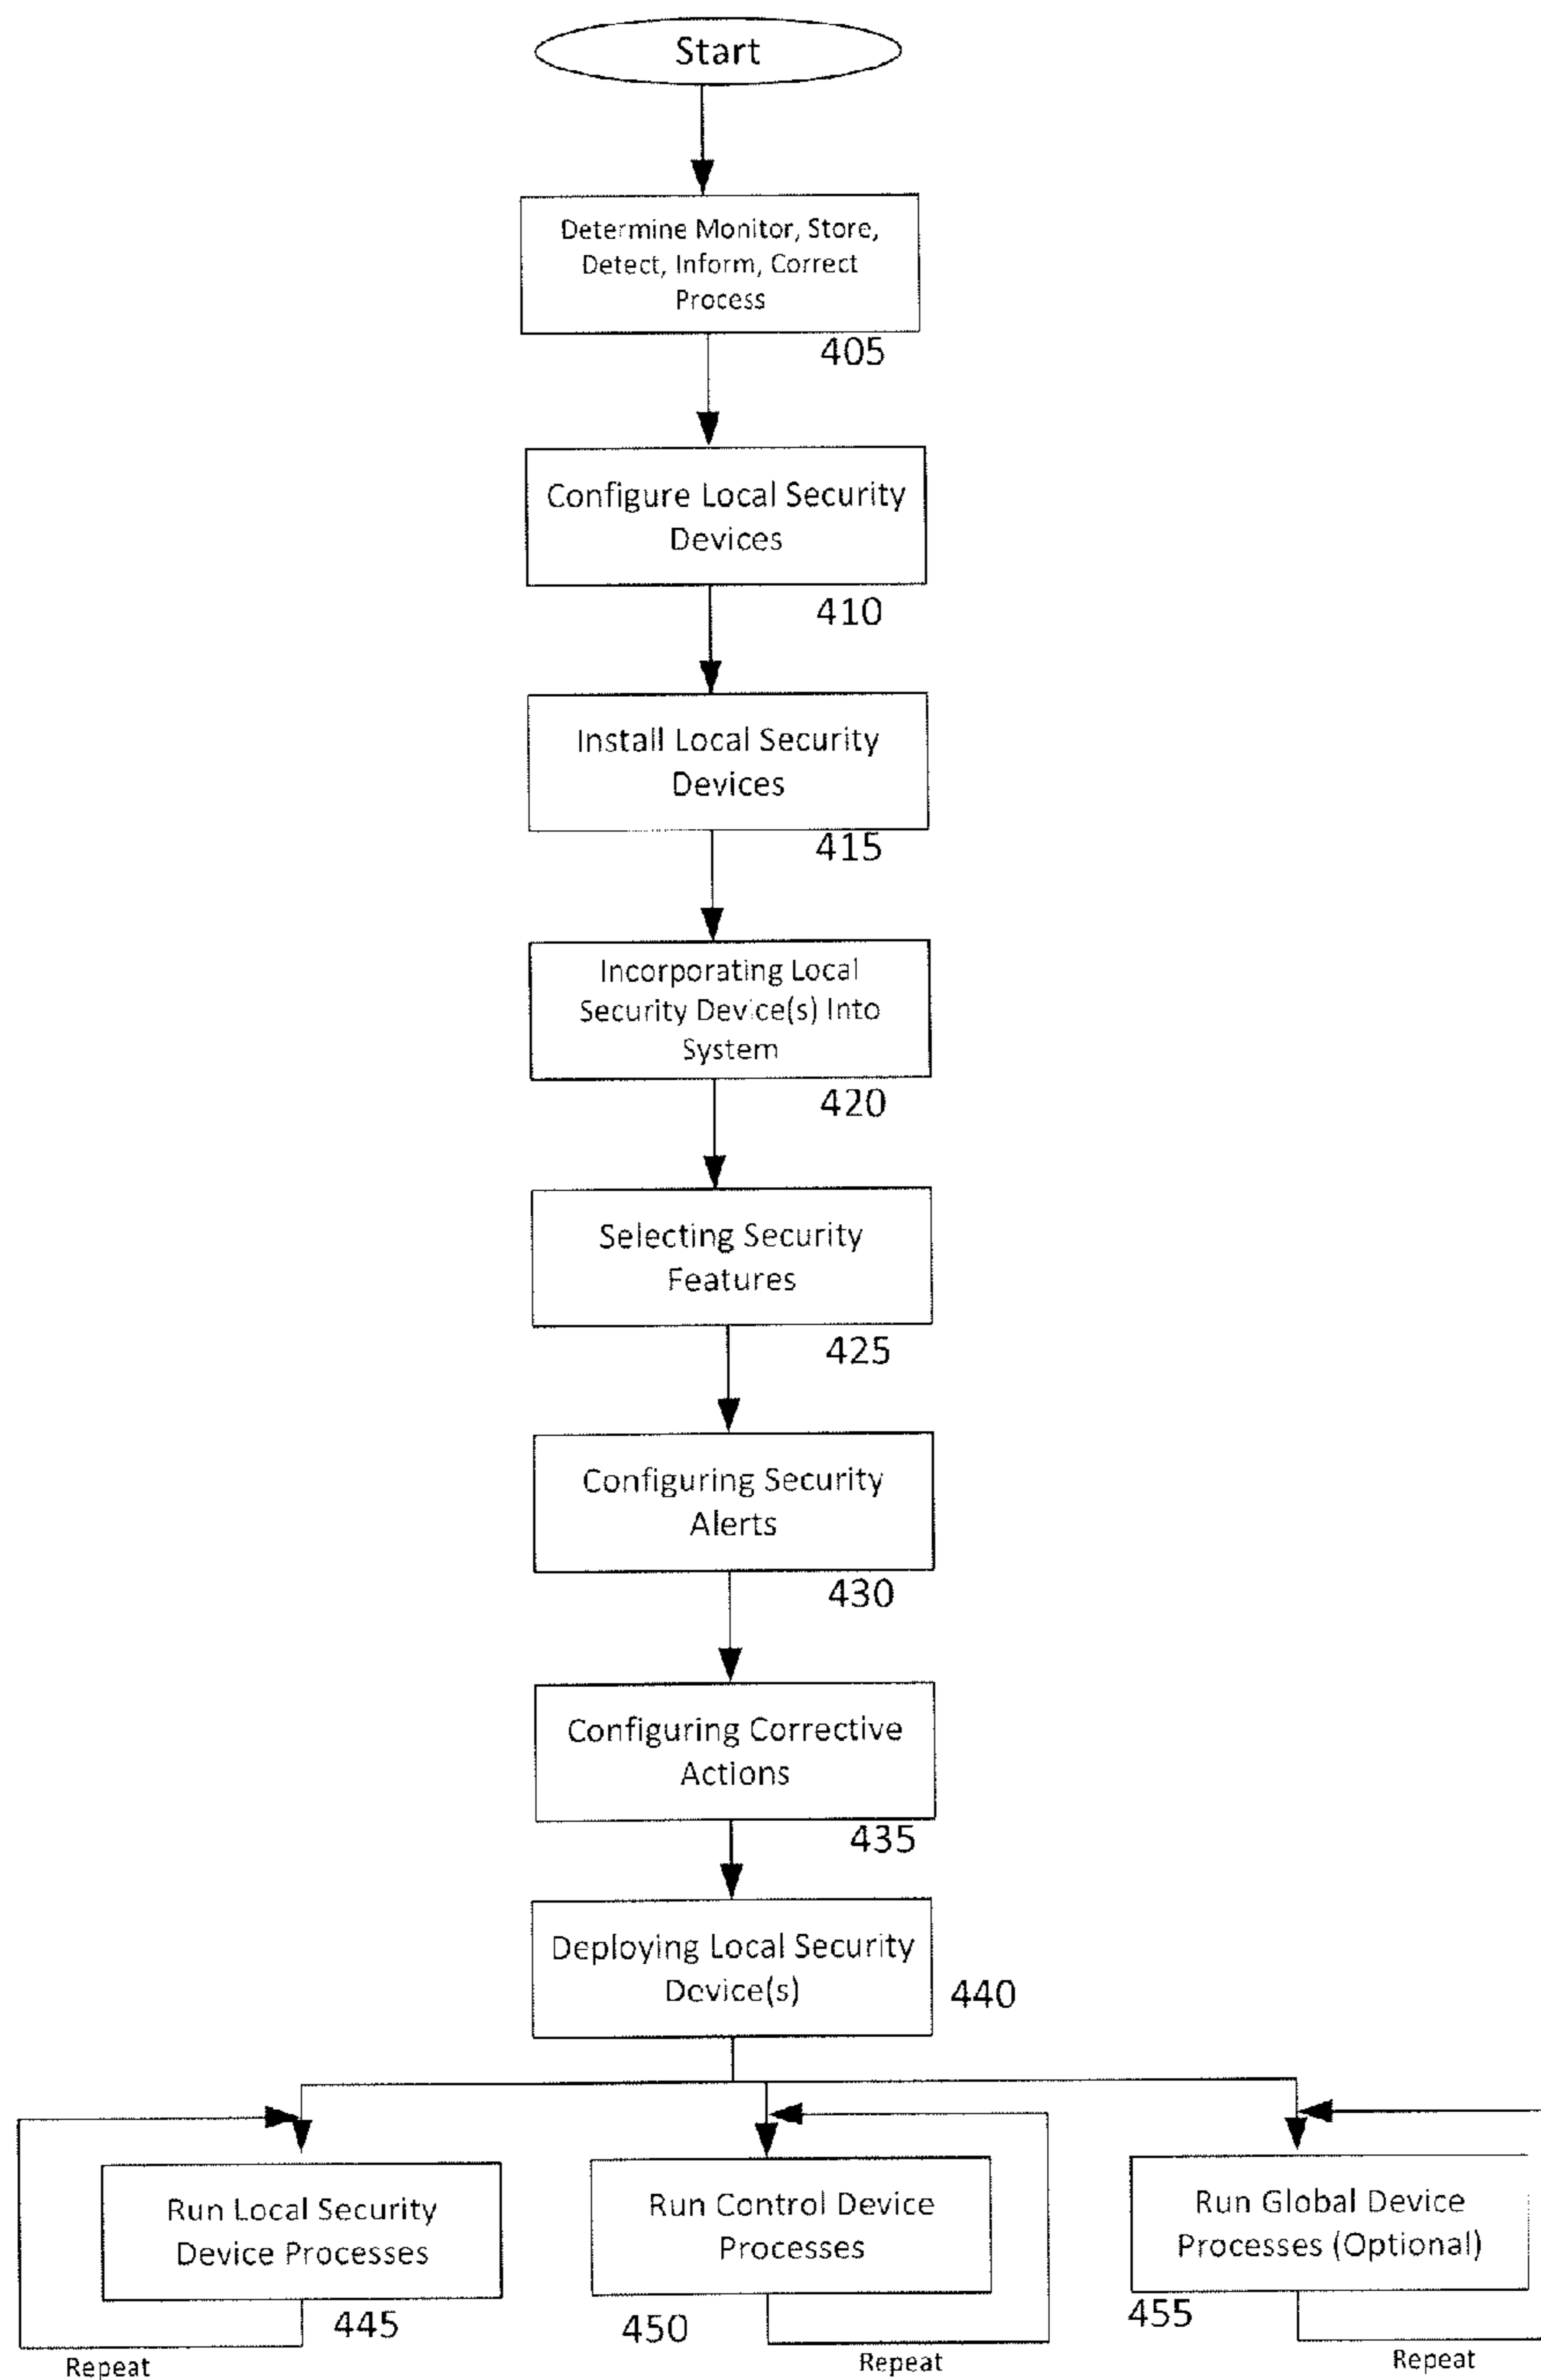 Start
Determine Monitor, Store,
Detect, Inform, Correct
Process
405
Configure Local Security
Devices
410
Install Local Security
Devices
415
Incorporating Local
Security Device(s) Into
System
420
Selecting Security
Features
425
Configuring Security
Alerts
430
Configuring Corrective
Actions
435
Deploying Local Security
Device(s)
440
Run Local Security
Device Processes
445
Repeat
Run Control Device
Processes
450
Repeat
Run Global Device
Processes (Optional)
455
Repeat